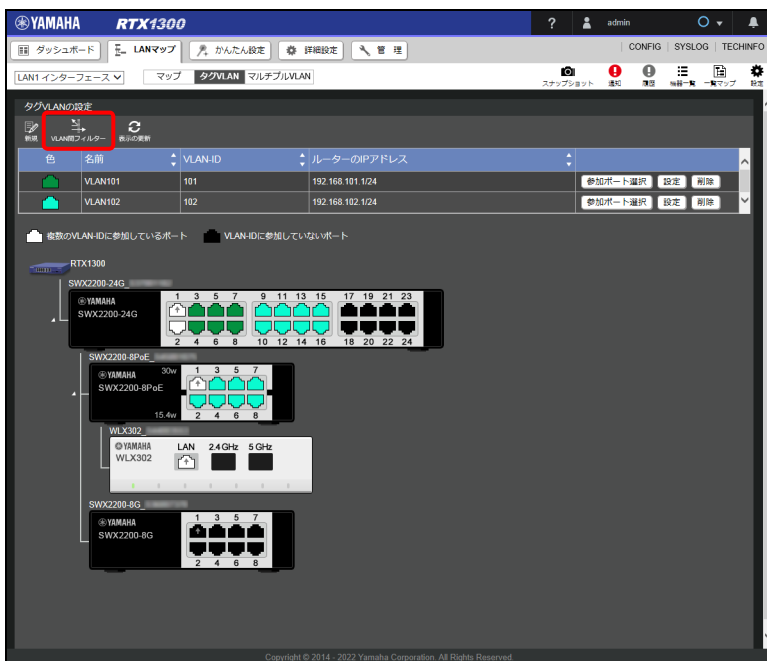 YAMAHA RTX1300 ? admin
ダッシュボード LANマップ かんたん設定 詳細設定 管 理 CONFIG SYSLOG TECHINFO
LAN1 インターフェース マップ タグVLAN マルチプルVLAN スナップショット 通知 履歴 機器一覧 一覧マップ 設定
タグVLANの設定
新規 VLAN間フィルター 表示の更新
色 名前 VLAN-ID ルーターのIPアドレス
VLAN101 101 192.168.101.1/24 参加ポート選択 設定 削除
VLAN102 102 192.168.102.1/24 参加ポート選択 設定 削除
複数のVLAN-IDに参加しているポート VLAN-IDに参加していないポート
RTX1300
SWX2200-24G_
YAMAHA 1 3 5 7 9 11 13 15 17 19 21 23
SWX2200-24G
2 4 6 8 10 12 14 16 18 20 22 24
SWX2200-8PoE_
YAMAHA 30w 1 3 5 7
SWX2200-8PoE
15.4w 2 4 6 8
WLX302_
YAMAHA LAN 2.4 GHz 5 GHz
WLX302
SWX2200-8G_
YAMAHA 1 3 5 7
SWX2200-8G
2 4 6 8
Copyright © 2014 - 2022 Yamaha Corporation. All Rights Reserved.